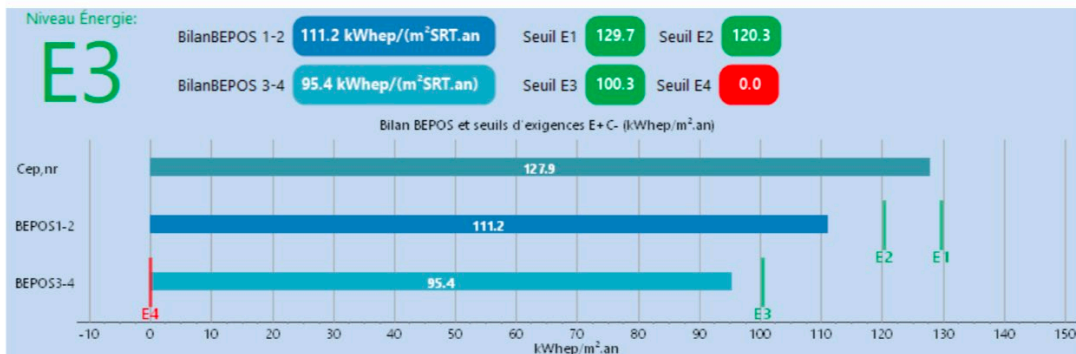 Niveau Énergie:
E3
BilanBEPOS 1-2 111.2 kWhep/(m²SRT.an Seuil E1 129.7 Seuil E2 120.3
BilanBEPOS 3-4 95.4 kWhep/(m²SRT.an) Seuil E3 100.3 Seuil E4 0.0
Bilan BEPOS et seuils d'exigences E+C- (kWhep/m².an)
Cep,nr 127.9
BEPOS1-2 111.2
E2 E1
BEPOS3-4 95.4
E4 E3
-10 0 10 20 30 40 50 60 70 80 90 100 110 120 130 140 150
kWhep/m².an